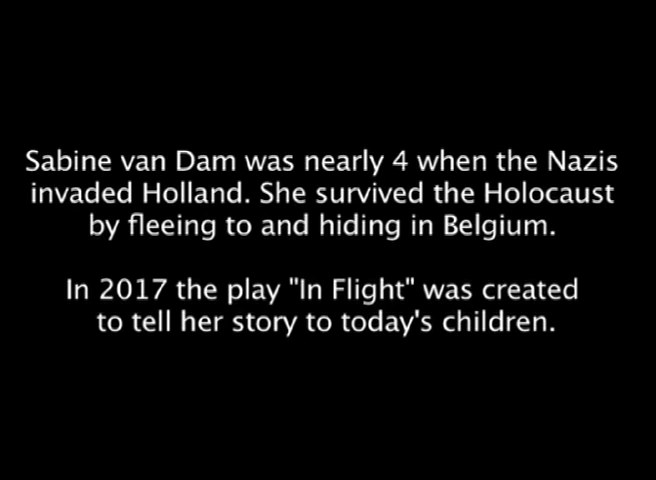 Sabine van Dam was nearly 4 when the Nazis
invaded Holland. She survived the Holocaust
by fleeing to and hiding in Belgium.
In 2017 the play "In Flight" was created
to tell her story to today's children.